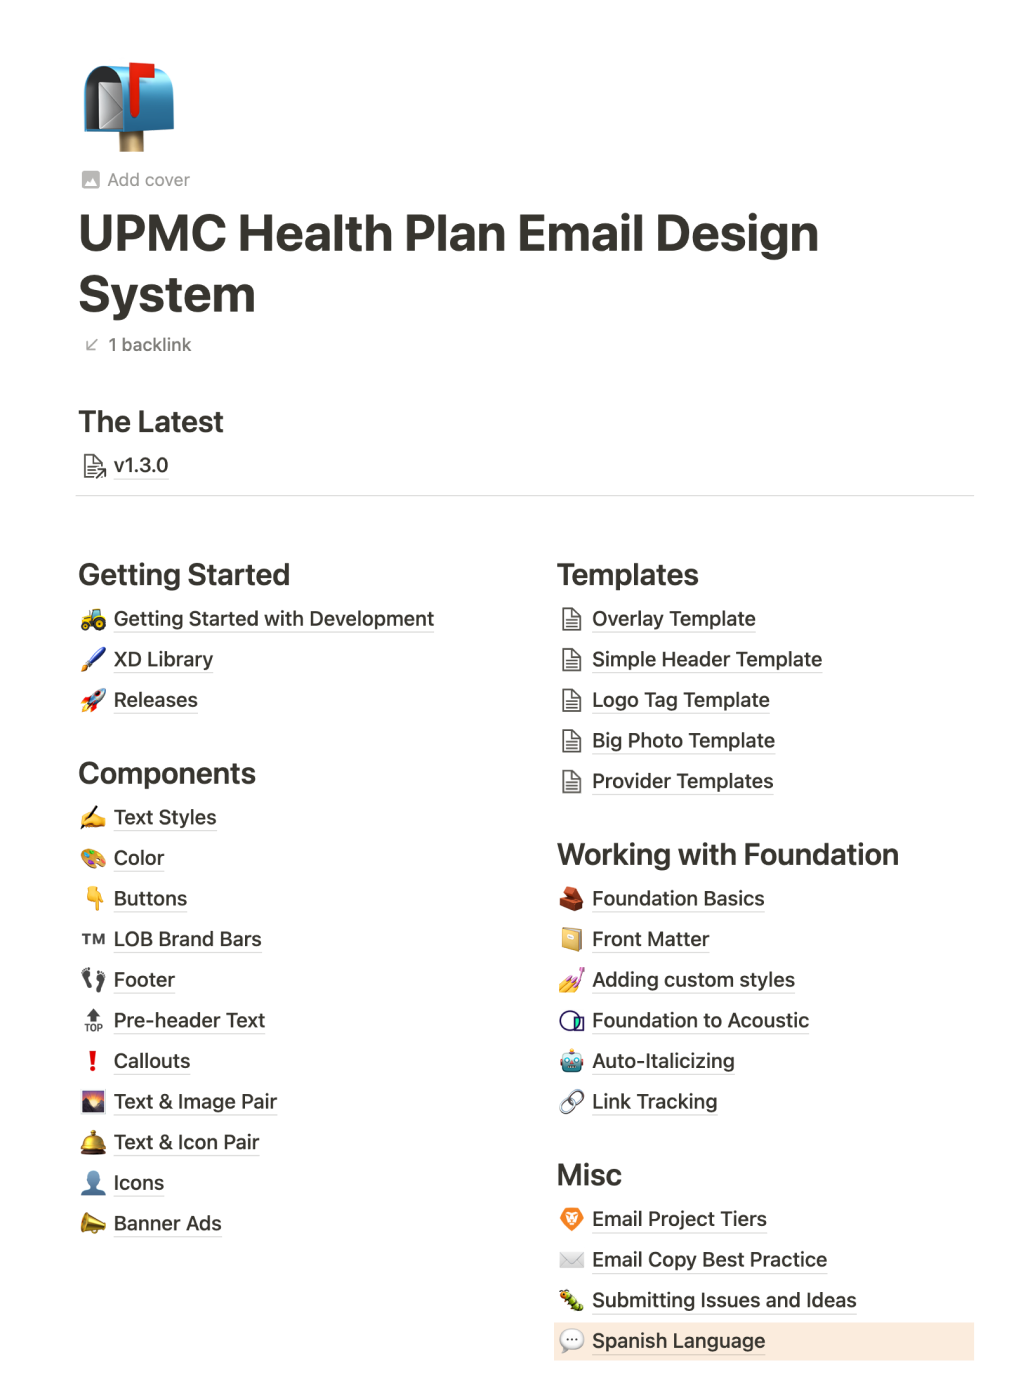 Add cover
UPMC Health Plan Email Design
System
1 backlink
The Latest
v1.3.0
Getting Started
Getting Started with Development
XD Library
Releases
Components
Text Styles
Color
Buttons
TM LOB Brand Bars
Footer
TOP Pre-header Text
Callouts
Text & Image Pair
Text & Icon Pair
Icons
Banner Ads
Templates
Overlay Template
Simple Header Template
Logo Tag Template
Big Photo Template
Provider Templates
Working with Foundation
Foundation Basics
Front Matter
Adding custom styles
Foundation to Acoustic
Auto-Italicizing
Link Tracking
Misc
Email Project Tiers
Email Copy Best Practice
Submitting Issues and Ideas
Spanish Language